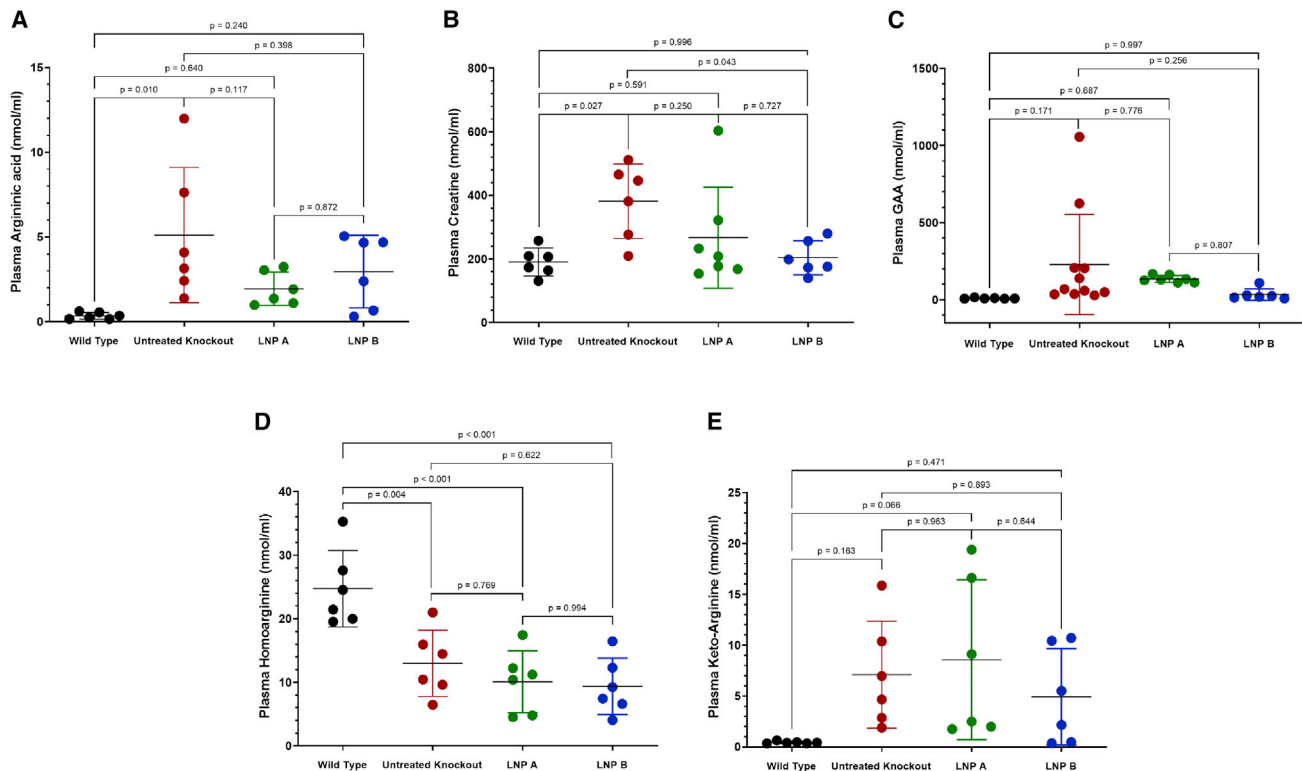 A
p = 0.240
p = 0.398
p = 0.640
p = 0.010
p = 0.117
p = 0.872
Plasma Argininic acid (nmol/ml)
15
10
5
0
Wild Type Untreated Knockout LNP A LNP B
B
p = 0.996
p = 0.043
p = 0.591
p = 0.027
p = 0.250
p = 0.727
Plasma Creatine (nmol/ml)
800
600
400
200
0
Wild Type Untreated Knockout LNP A LNP B
C
p = 0.997
p = 0.256
p = 0.687
p = 0.171
p = 0.776
p = 0.807
Plasma GAA (nmol/ml)
1500
1000
500
0
Wild Type Untreated Knockout LNP A LNP B
D
p < 0.001
p = 0.622
p < 0.001
p = 0.004
p = 0.769
p = 0.994
Plasma Homoarginine (nmol/ml)
40
30
20
10
0
Wild Type Untreated Knockout LNP A LNP B
E
p = 0.471
p = 0.893
p = 0.066
p = 0.963
p = 0.644
p = 0.163
Plasma Keto-Arginine (nmol/ml)
25
20
15
10
5
0
Wild Type Untreated Knockout LNP A LNP B